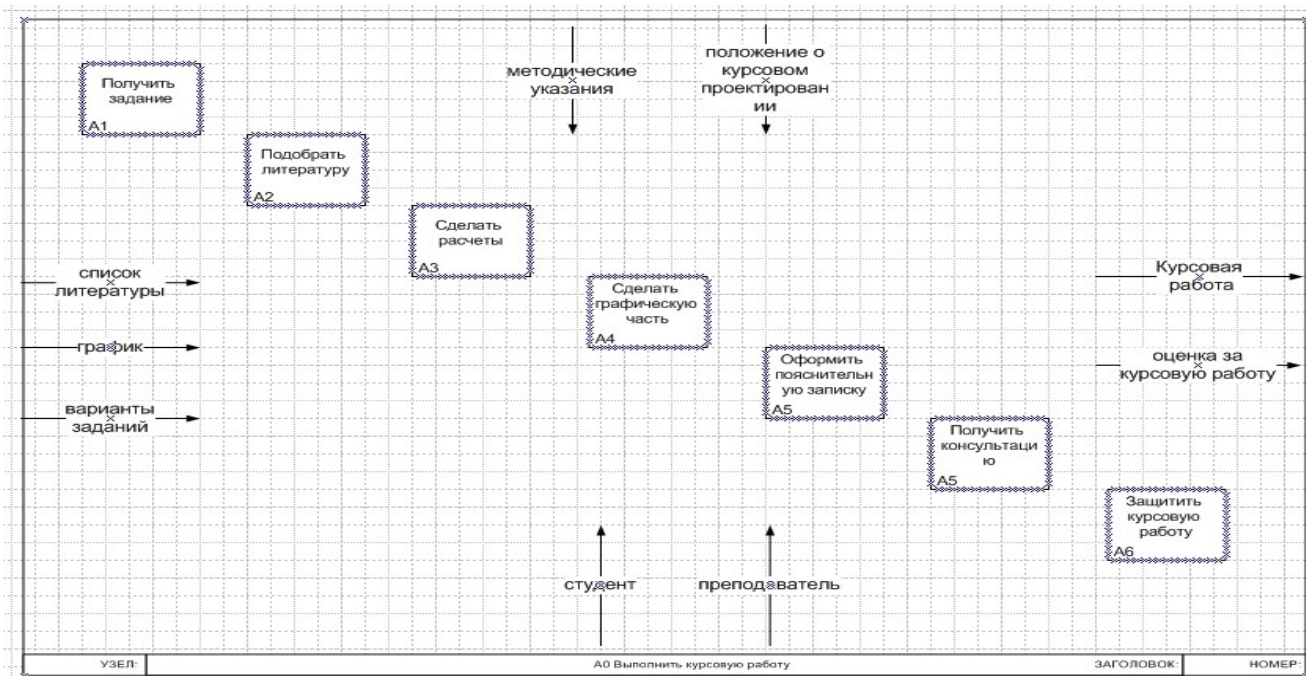 Получить
задание
A1
Подобрать
литературу
A2
Сделать
расчеты
A3
Сделать
графическую
часть
A4
Оформить
пояснительн
ую записку
A5
Получить
консультаци
ю
A5
Защитить
курсовую
работу
A6
методические
указания
положение о
курсовом
проектирован
ии
список
литературы
график
варианты
заданий
Курсовая
работа
оценка за
курсовую работу
студент
преподаватель
УЗЕЛ:
A0 Выполнить курсовую работу
ЗАГОЛОВОК:
НОМЕР: